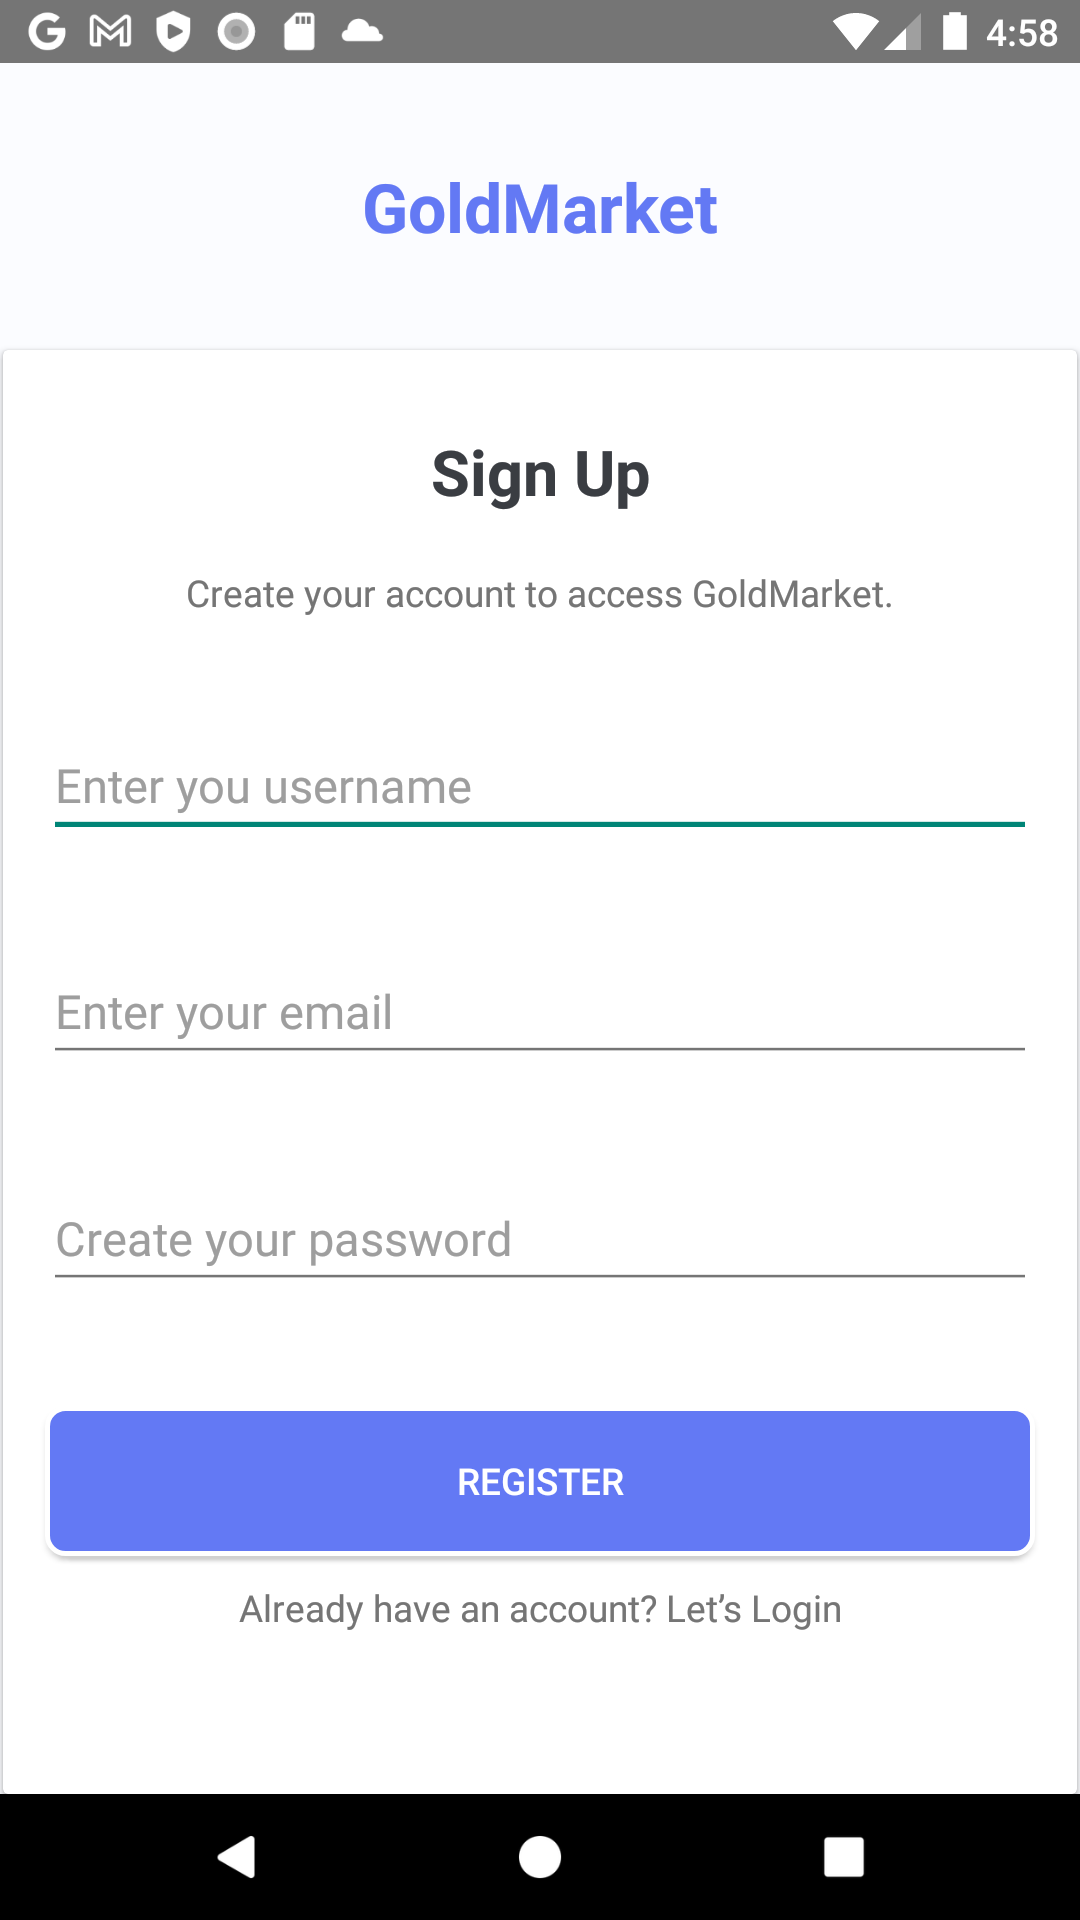 4:58
GoldMarket
Sign Up
Create your account to access GoldMarket.
Enter you username
Enter your email
Create your password
REGISTER
Already have an account? Let’s Login